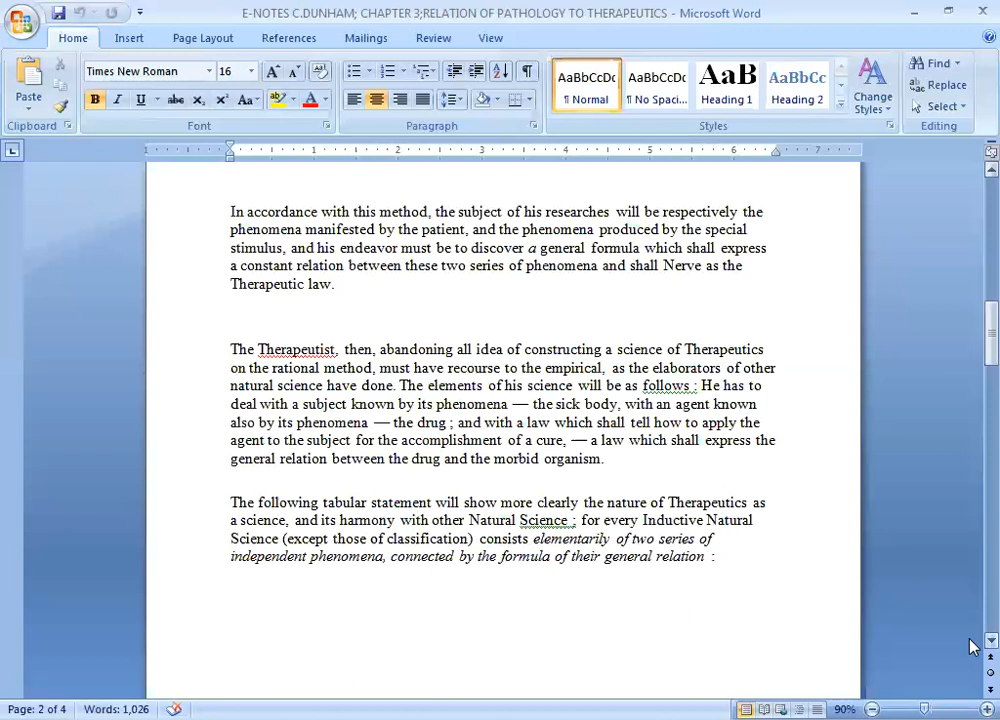 E-NOTES C.DUNHAM; CHAPTER 3;RELATION OF PATHOLOGY TO THERAPEUTICS - Microsoft Word
Home Insert Page Layout References Mailings Review View
Paste
Times New Roman 16
B I U abc X₂ X² Aa A
AaBbCcDc AaBbCcDc AaB AaBbCc
¶ Normal ¶ No Spaci... Heading 1 Heading 2
Change Styles
Find
Replace
Select
Clipboard Font Paragraph Styles Editing
1 1 2 3 4 5 6 7
In accordance with this method, the subject of his researches will be respectively the
phenomena manifested by the patient, and the phenomena produced by the special
stimulus, and his endeavor must be to discover a general formula which shall express
a constant relation between these two series of phenomena and shall Nerve as the
Therapeutic law.
The Therapeutist, then, abandoning all idea of constructing a science of Therapeutics
on the rational method, must have recourse to the empirical, as the elaborators of other
natural science have done. The elements of his science will be as follows : He has to
deal with a subject known by its phenomena — the sick body, with an agent known
also by its phenomena — the drug ; and with a law which shall tell how to apply the
agent to the subject for the accomplishment of a cure, — a law which shall express the
general relation between the drug and the morbid organism.
The following tabular statement will show more clearly the nature of Therapeutics as
a science, and its harmony with other Natural Science ; for every Inductive Natural
Science (except those of classification) consists elementarily of two series of
independent phenomena, connected by the formula of their general relation :
Page: 2 of 4 Words: 1,026 90%